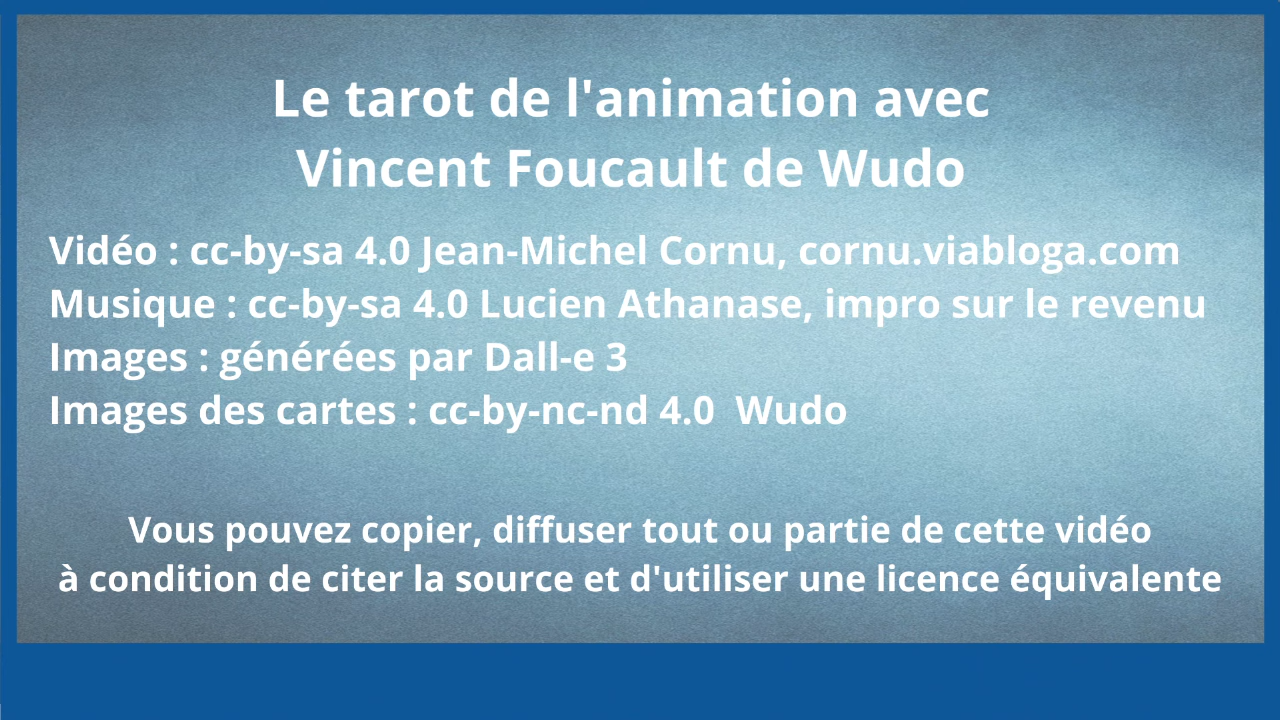 Le tarot de l'animation avec
Vincent Foucault de Wudo
Vidéo : cc-by-sa 4.0 Jean-Michel Cornu, cornu.viabloga.com
Musique : cc-by-sa 4.0 Lucien Athanase, impro sur le revenu
Images : générées par Dall-e 3
Images des cartes : cc-by-nc-nd 4.0  Wudo
Vous pouvez copier, diffuser tout ou partie de cette vidéo
à condition de citer la source et d'utiliser une licence équivalente